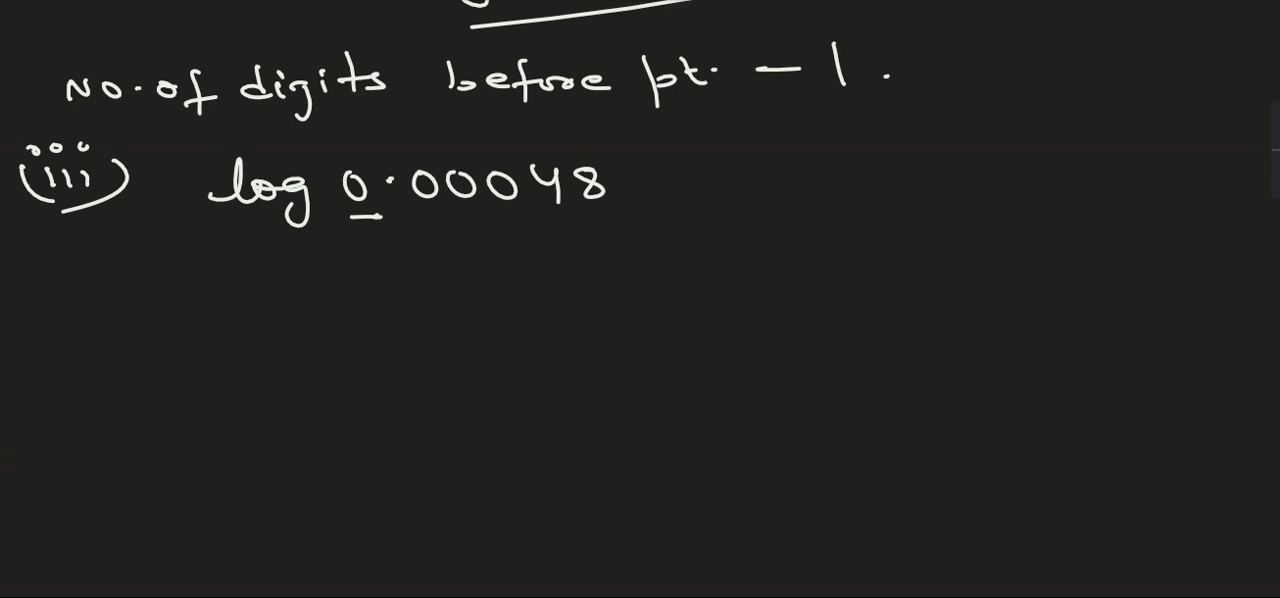 No. of digits before pt. - 1.
(iii) log 0.00048